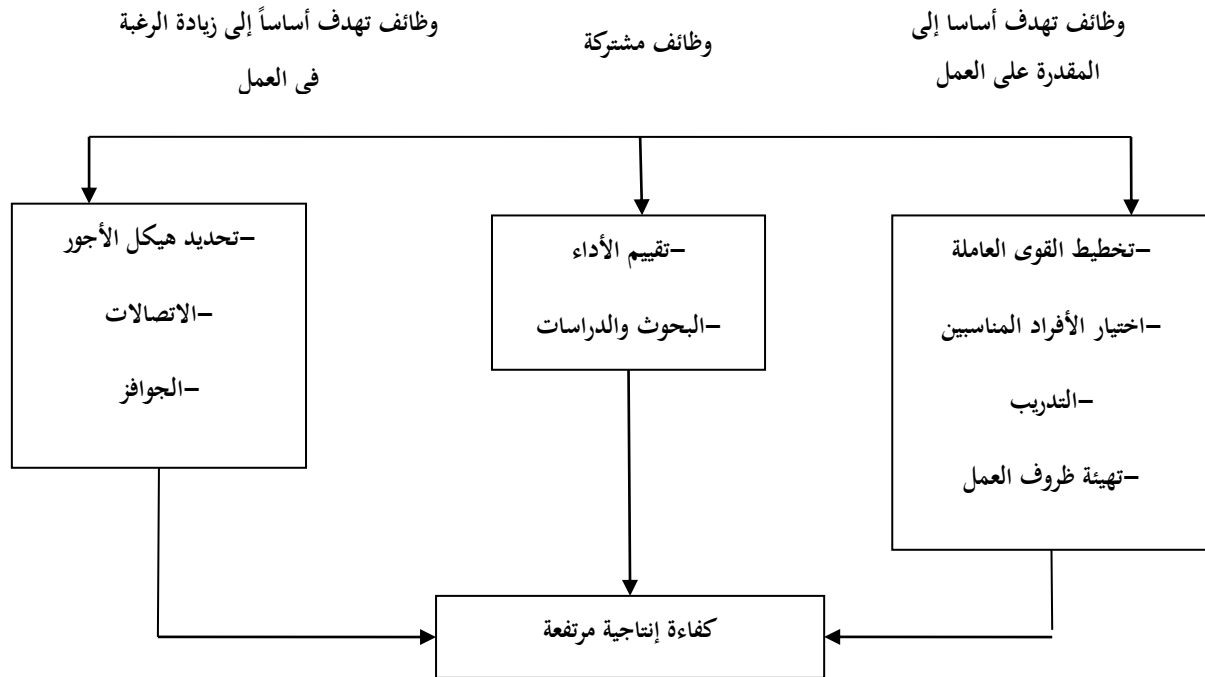 وظائف تهدف أساسا إلى
المقدرة على العمل
وظائف مشتركة
وظائف تهدف أساساً إلى زيادة الرغبة
فى العمل
–تخطيط القوى العاملة
–اختيار الأفراد المناسبين
–التدريب
–تهيئة ظروف العمل
–تقييم الأداء
–البحوث والدراسات
–تحديد هيكل الأجور
–الاتصالات
–الجوافز
كفاءة إنتاجية مرتفعة